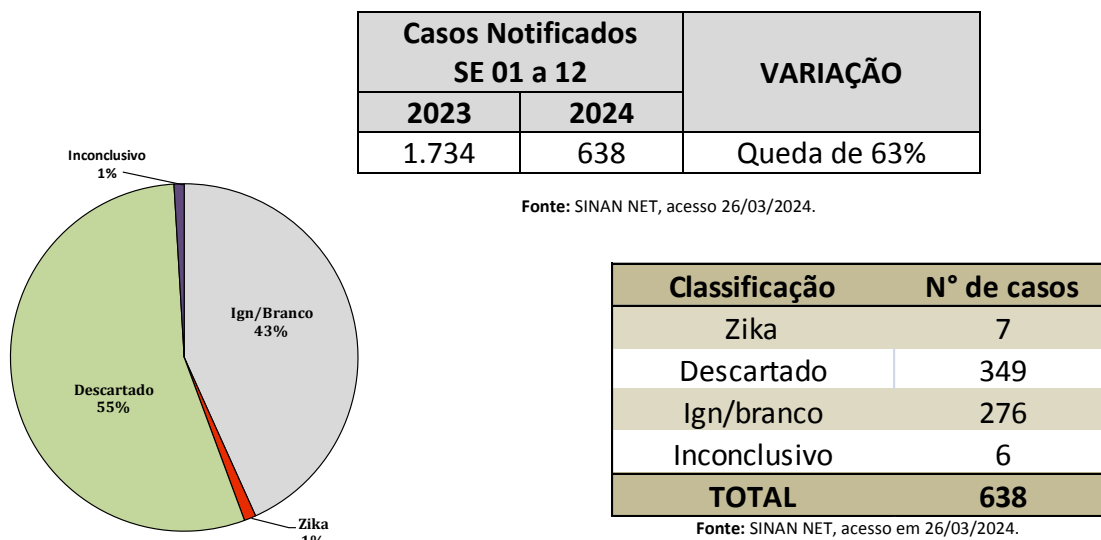 Casos Notificados
SE 01 a 12
VARIAÇÃO
2023 2024
1.734 638 Queda de 63%
Fonte: SINAN NET, acesso 26/03/2024.
Inconclusivo
1%
Ign/Branco
43%
Descartado
55%
Zika
1%
Classificação N° de casos
Zika 7
Descartado 349
Ign/branco 276
Inconclusivo 6
TOTAL 638
Fonte: SINAN NET, acesso em 26/03/2024.